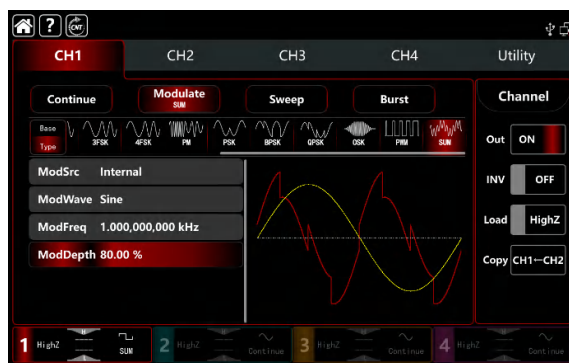 ? CNT
CH1 CH2 CH3 CH4 Utility
Continue Modulate SUM Sweep Burst Channel
Base Type 3FSK 4FSK PM PSK BPSK QPSK OSK PWM SUM
Out ON
ModSrc Internal
INV OFF
ModWave Sine
ModFreq 1.000,000,000 kHz
Load HighZ
ModDepth 80.00 %
Copy CH1←CH2
1 HighZ SUM 2 HighZ Continue 3 HighZ Continue 4 HighZ Continue